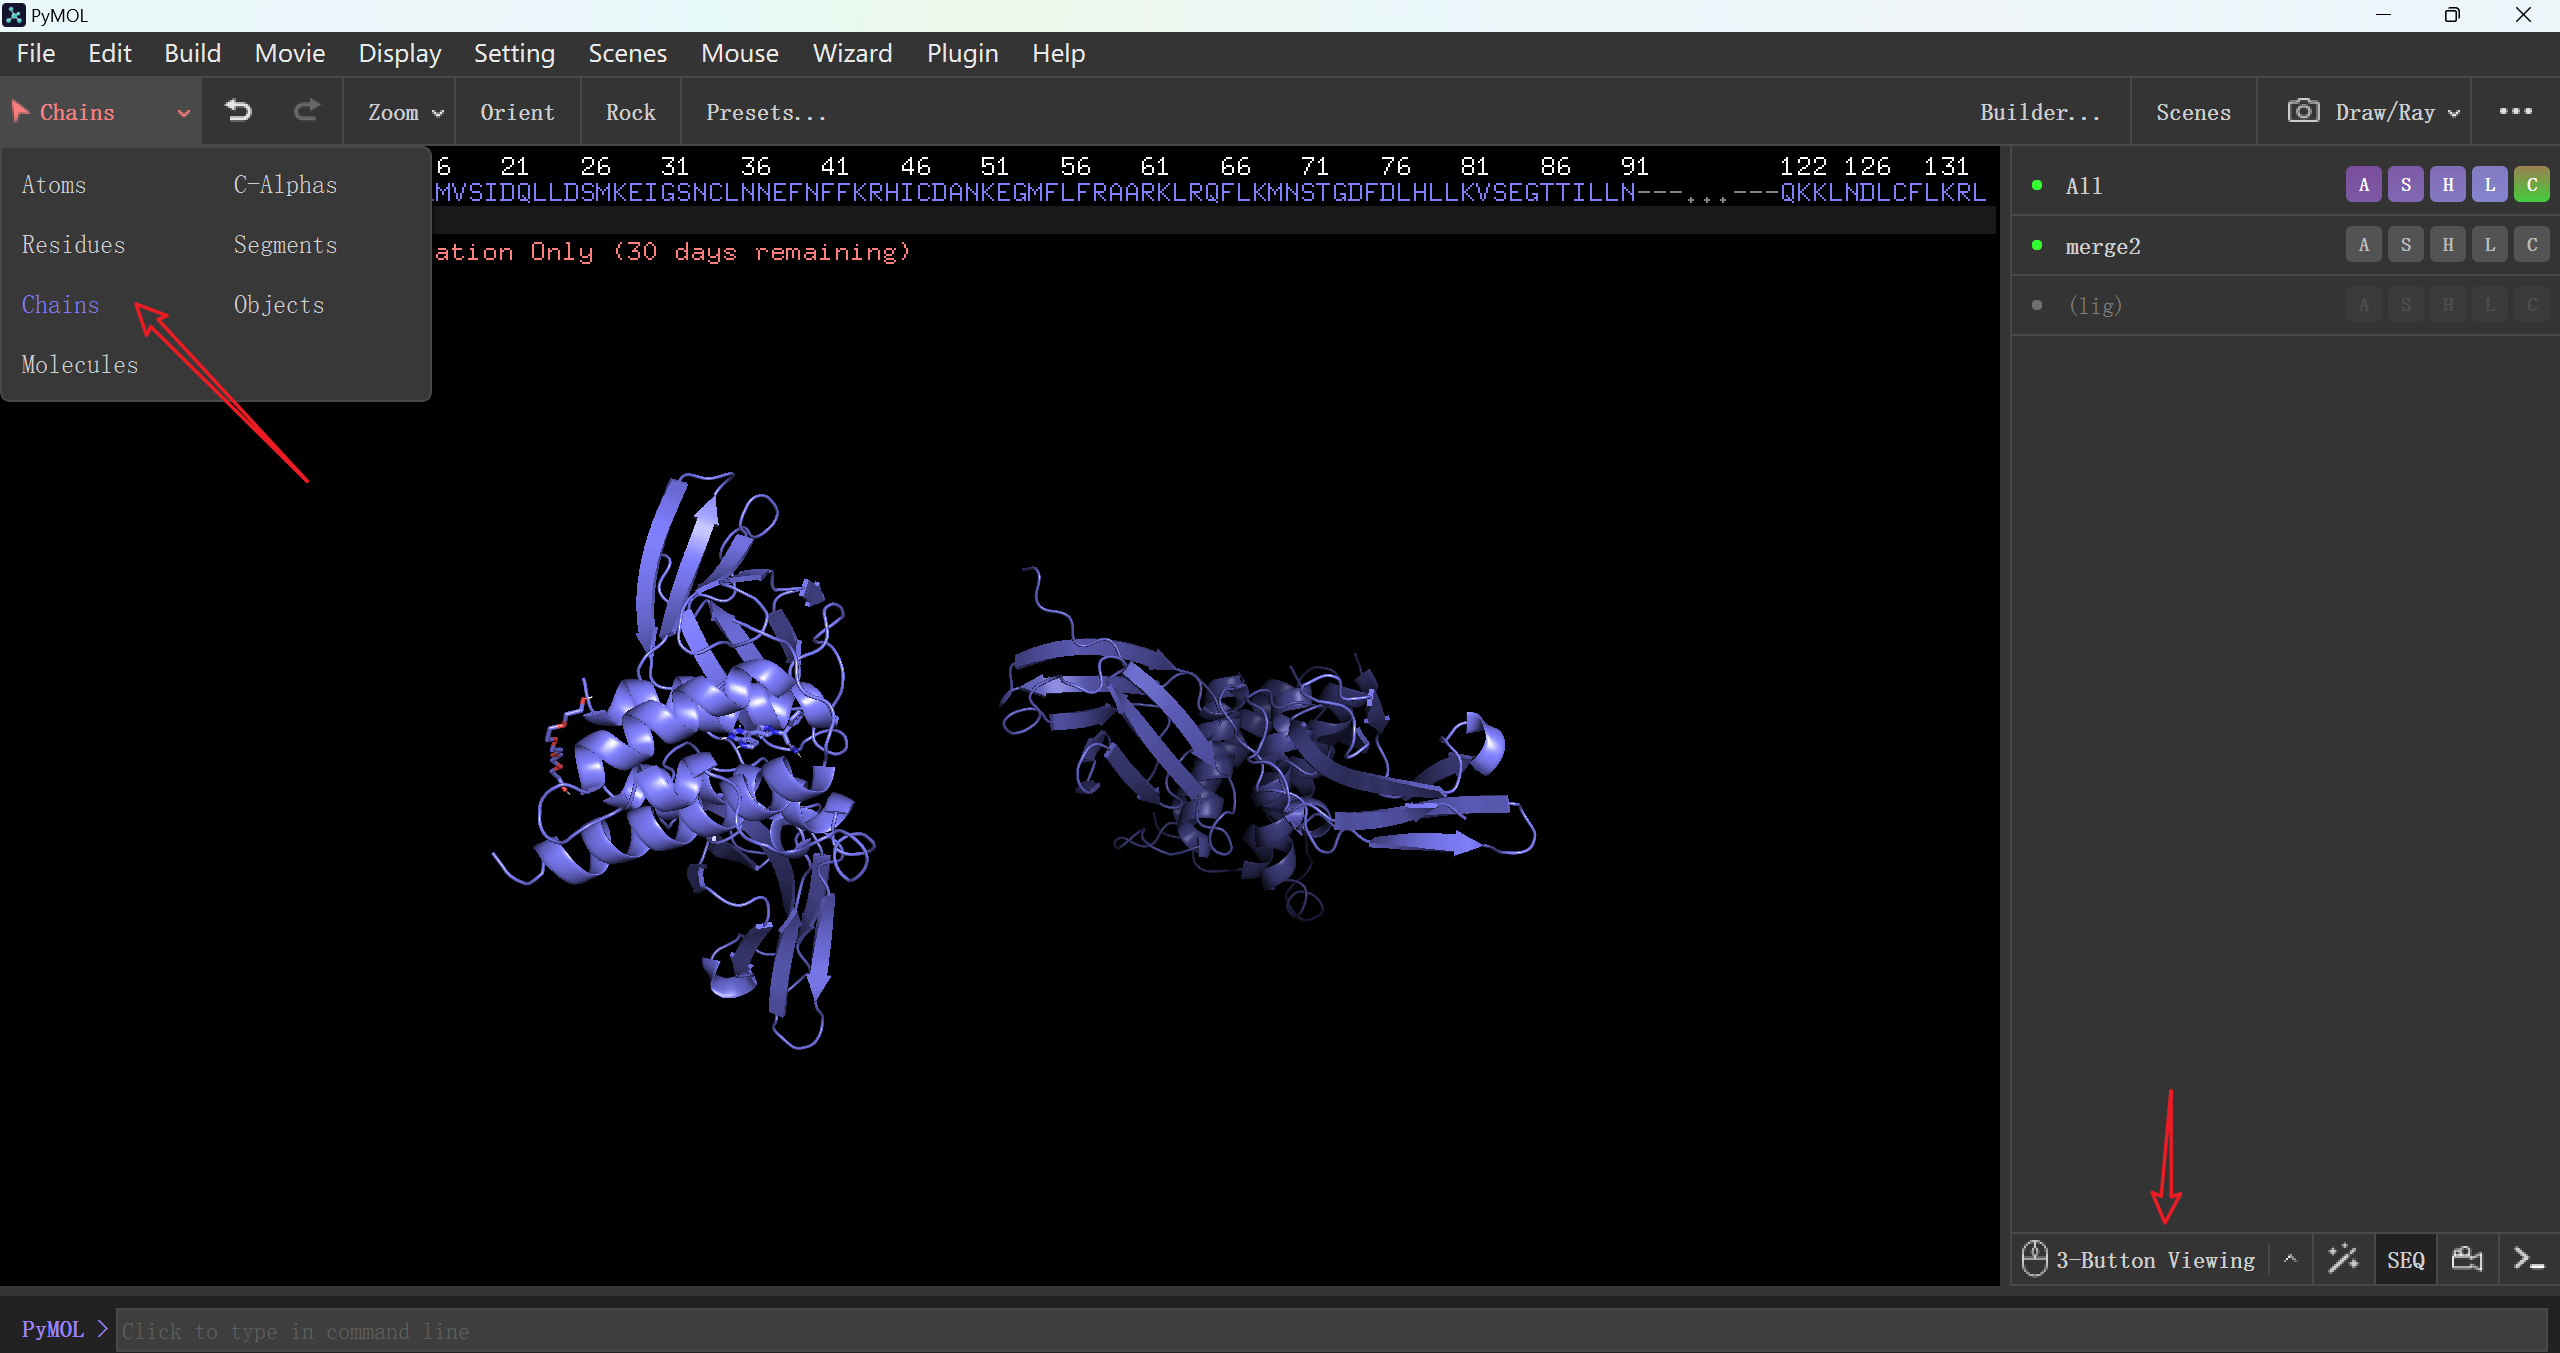 PyMOL
File Edit Build Movie Display Setting Scenes Mouse Wizard Plugin Help
Chains Zoom Orient Rock Presets... Builder... Scenes Draw/Ray
Atoms C-Alphas
Residues Segments
Chains Objects
Molecules
6 21 26 31 36 41 46 51 56 61 66 71 76 81 86 91 122 126 131
MVSIDQLLDSMKEIGSNCLNNEFNFFKRHICDANKEGMFLFRAARKLRQFLKMNSTGDFDLHLLKVSEGTTILLN---...---QKKLNDLCFLKRL
ation Only (30 days remaining)
All A S H L C
merge2 A S H L C
(lig) A S H L C
3-Button Viewing SEQ
PyMOL > Click to type in command line